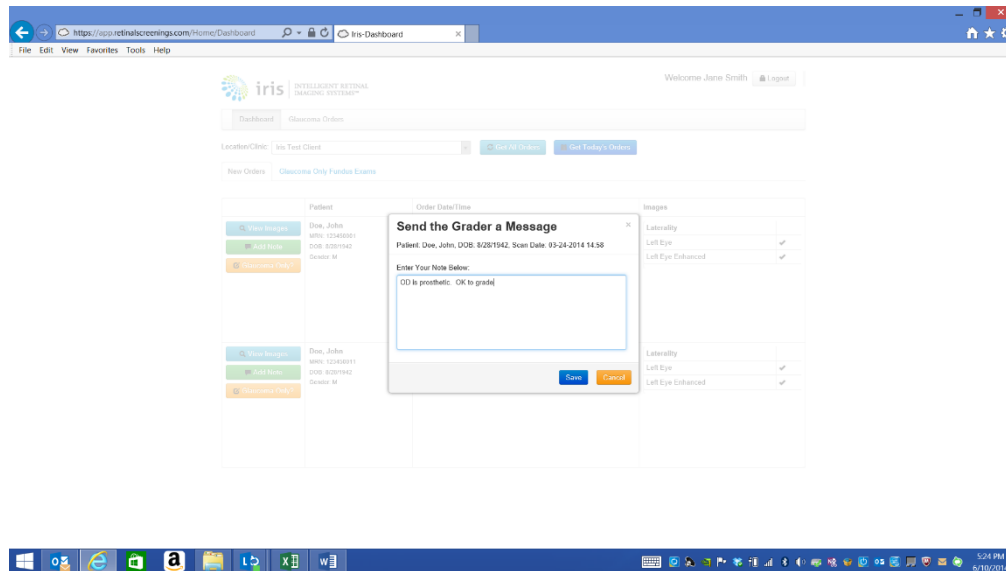 https://app.retinalscreenings.com/Home/Dashboard
Iris-Dashboard
File Edit View Favorites Tools Help
iris INTELLIGENT RETINAL
IMAGING SYSTEMS™
Welcome Jane Smith Logout
Dashboard Glaucoma Orders
Location/Clinic: Iris Test Client Get All Orders Get Today's Orders
New Orders Glaucoma Only Fundus Exams
Patient Order Date/Time Images
View Images Doe, John
Add Note DOB: 8/28/1942
Gender: M
Glaucoma Only?
Laterality
Left Eye
Left Eye Enhanced
Send the Grader a Message ×
Patient: Doe, John, DOB: 8/28/1942, Scan Date: 03-24-2014 14:58
Enter Your Note Below:
OD Is prosthetic. OK to grade
Save Cancel
View Images Doe, John
Add Note DOB: 8/28/1942
Gender: M
Glaucoma Only?
Laterality
Left Eye
Left Eye Enhanced
5:24 PM